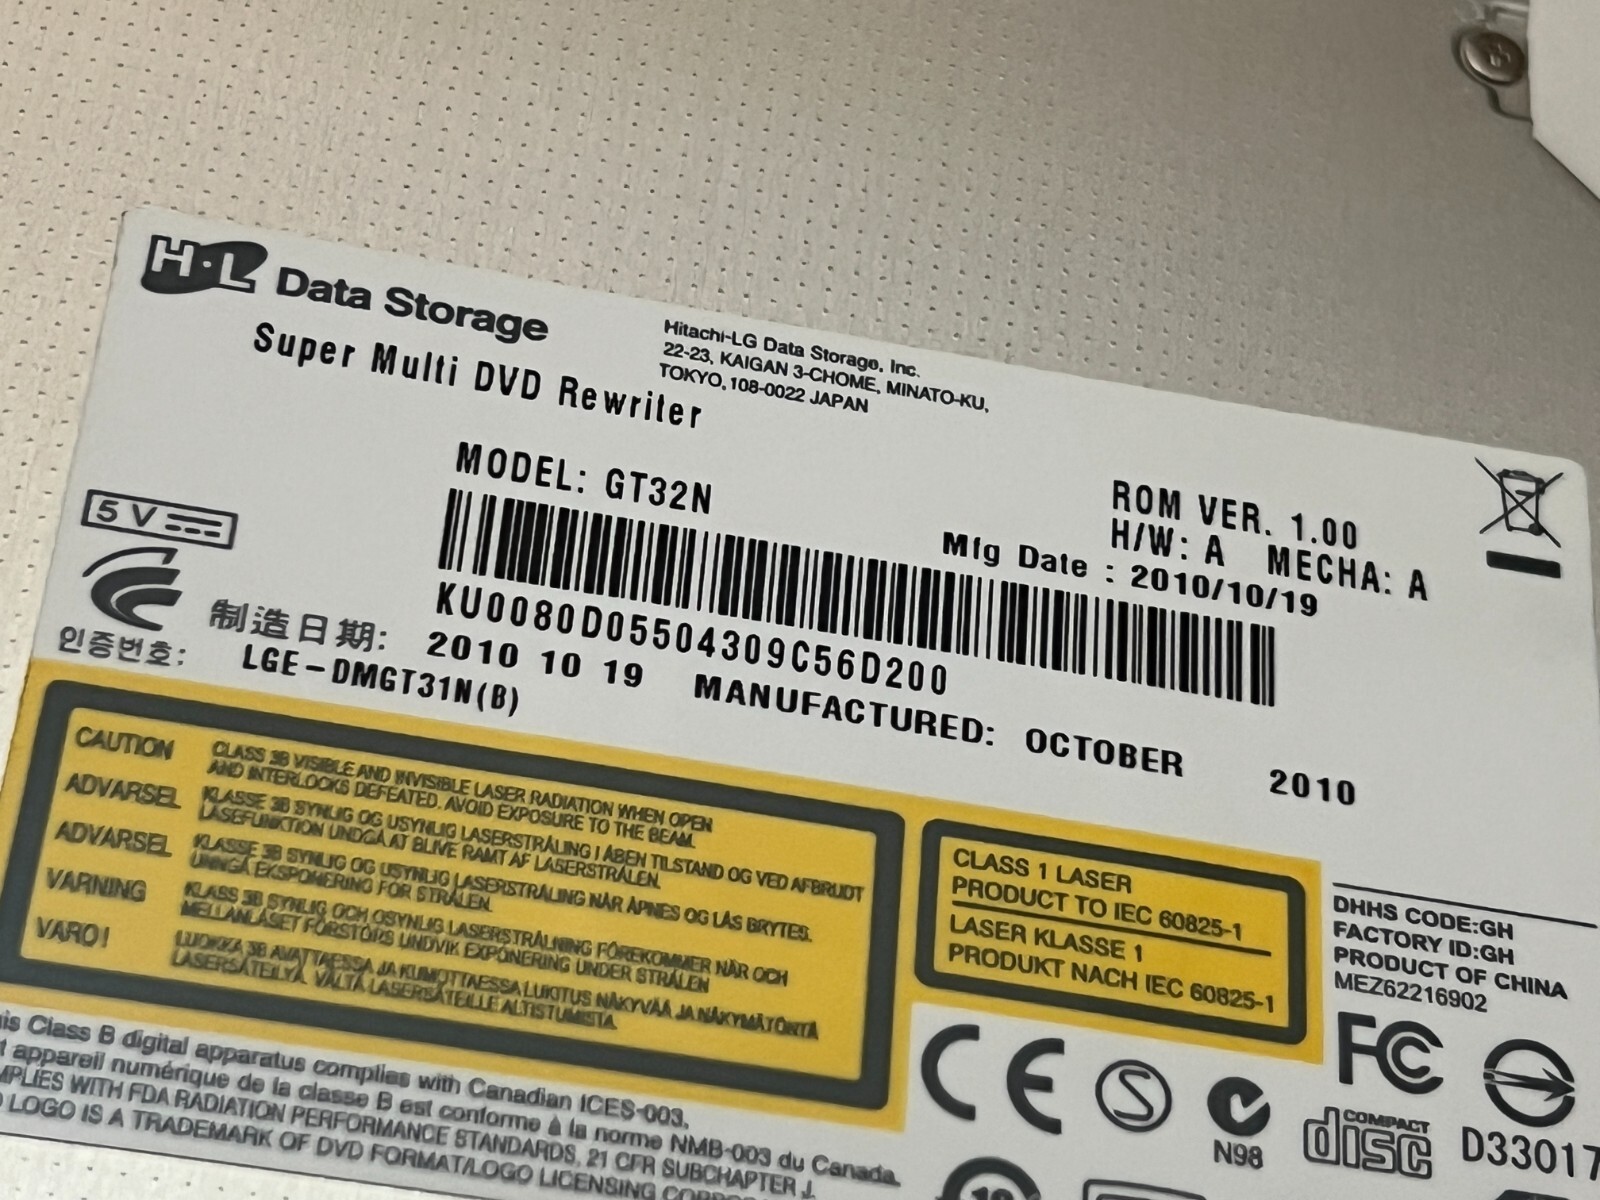 H·L Data Storage
Super Multi DVD Rewriter
Hitachi-LG Data Storage, Inc.
22-23, KAIGAN 3-CHOME, MINATO-KU,
TOKYO, 108-0022 JAPAN
MODEL: GT32N
ROM VER. 1.00
H/W: A MECHA: A
Mfg Date : 2010/10/19
5 V
KU0080D05504309C56D200
制造日期: 2010 10 19 MANUFACTURED: OCTOBER 2010
인증번호: LGE-DMGT31N(B)
CAUTION CLASS 3B VISIBLE AND INVISIBLE LASER RADIATION WHEN OPEN
AND INTERLOCKS DEFEATED. AVOID EXPOSURE TO THE BEAM.
ADVARSEL KLASSE 3B SYNLIG OG USYNLIG LASERSTRÅLING I ÅBEN TILSTAND OG VED AFBRUDT
LÅSEFUNKTION UNDGÅ AT BLIVE RAMT AF LASERSTRÅLEN.
ADVARSEL KLASSE 3B SYNLIG OG USYNLIG LASERSTRÅLING NÅR ÅPNES OG LÅS BRYTES.
UNNGÅ EKSPONERING FOR STRÅLEN.
VARNING KLASS 3B SYNLIG OCH OSYNLIG LASERSTRÅLNING FÖREKOMMER NÄR OCH
MELLANLÅSET FÖRSTÖRS UNDVIK EXPONERING UNDER STRÅLEN
VARO! LUOKKA 3B AVATTAESSA JA KUMOTTAESSA LUKITUS NÄKYVÄÄ JA NÄKYMÄTÖNTÄ
LASERSÄTEILYÄ. VÄLTÄ LASERSÄTEILLE ALTISTUMISTA.
CLASS 1 LASER
PRODUCT TO IEC 60825-1
LASER KLASSE 1
PRODUKT NACH IEC 60825-1
DHHS CODE:GH
FACTORY ID:GH
PRODUCT OF CHINA
MEZ62216902
FC
CE S N98
COMPACT
disc
D33017
is Class B digital apparatus complies with Canadian ICES-003.
t appareil numérique de la classe B est conforme à la norme NMB-003 du Canada.
MPLIES WITH FDA RADIATION PERFORMANCE STANDARDS, 21 CFR SUBCHAPTER J.
LOGO IS A TRADEMARK OF DVD FORMAT/LOGO LICENSING
10